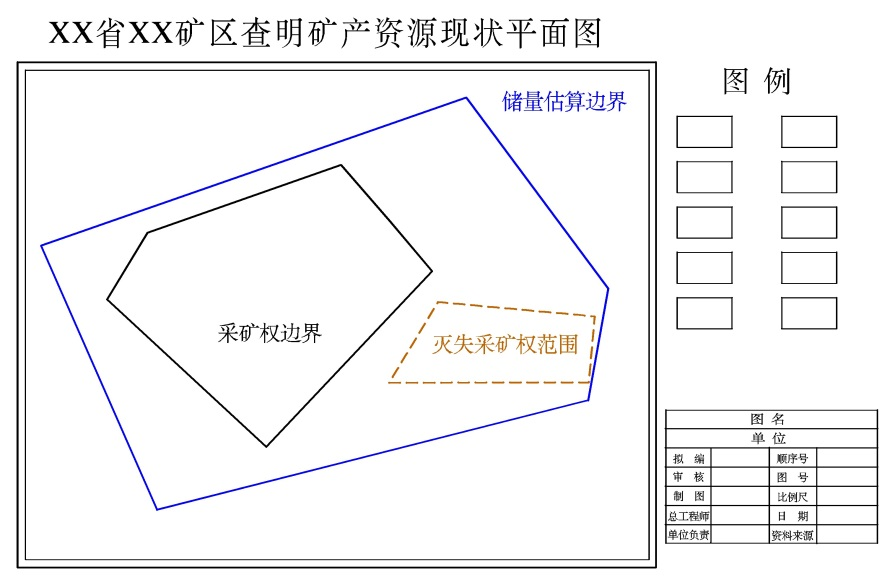 XX省XX矿区查明矿产资源现状平面图
储量估算边界
采矿权边界
灭失采矿权范围
图 例
图 名
单 位
拟 编 顺序号
审 核 图 号
制 图 比例尺
总工程师 日 期
单位负责 资料来源